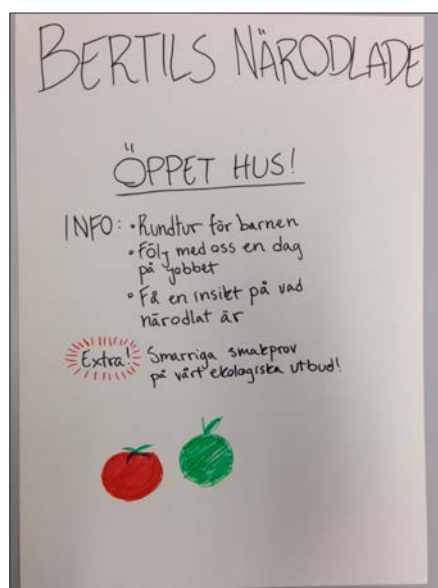 BERTILS NÄRODLADE
ÖPPET HUS!
INFO: • Rundtur för barnen
• Följ med oss en dag
på jobbet
• Få en insikt på vad
närodlat är
Extra! Smarriga smakprov
på vårt ekologiska utbud!